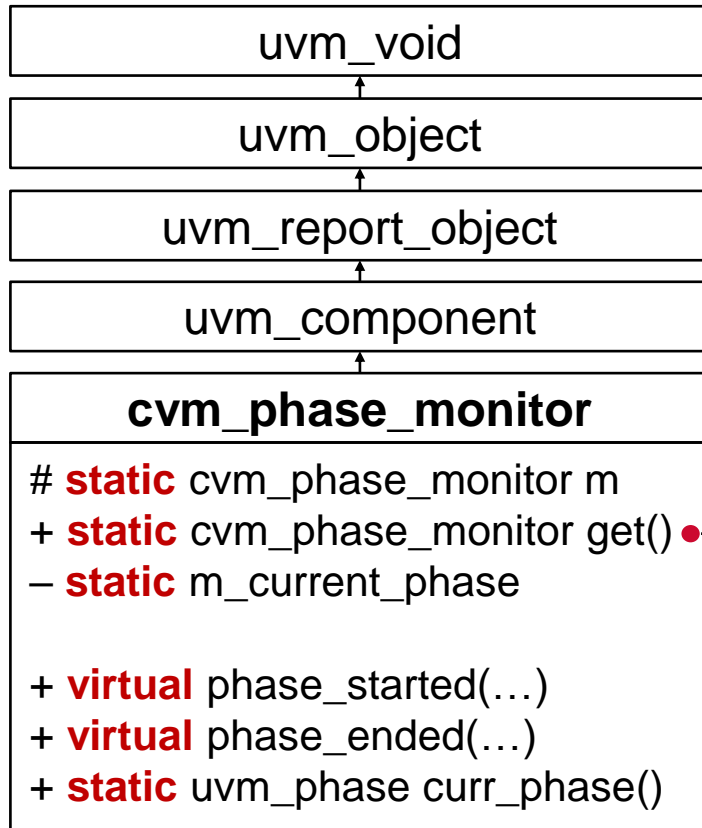 uvm_void
uvm_object
uvm_report_object
uvm_component
cvm_phase_monitor
# static cvm_phase_monitor m
+ static cvm_phase_monitor get()
– static m_current_phase
+ virtual phase_started(…)
+ virtual phase_ended(…)
+ static uvm_phase curr_phase()